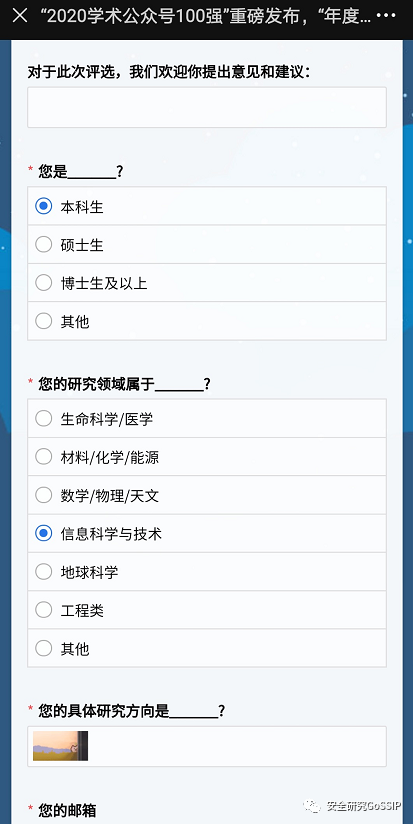 “2020学术公众号100强”重磅发布，“年度...
对于此次评选，我们欢迎你提出意见和建议：
* 您是______?
本科生
硕士生
博士生及以上
其他
* 您的研究领域属于______?
生命科学/医学
材料/化学/能源
数学/物理/天文
信息科学与技术
地球科学
工程类
其他
* 您的具体研究方向是______?
安全研究GoSSIP
* 您的邮箱